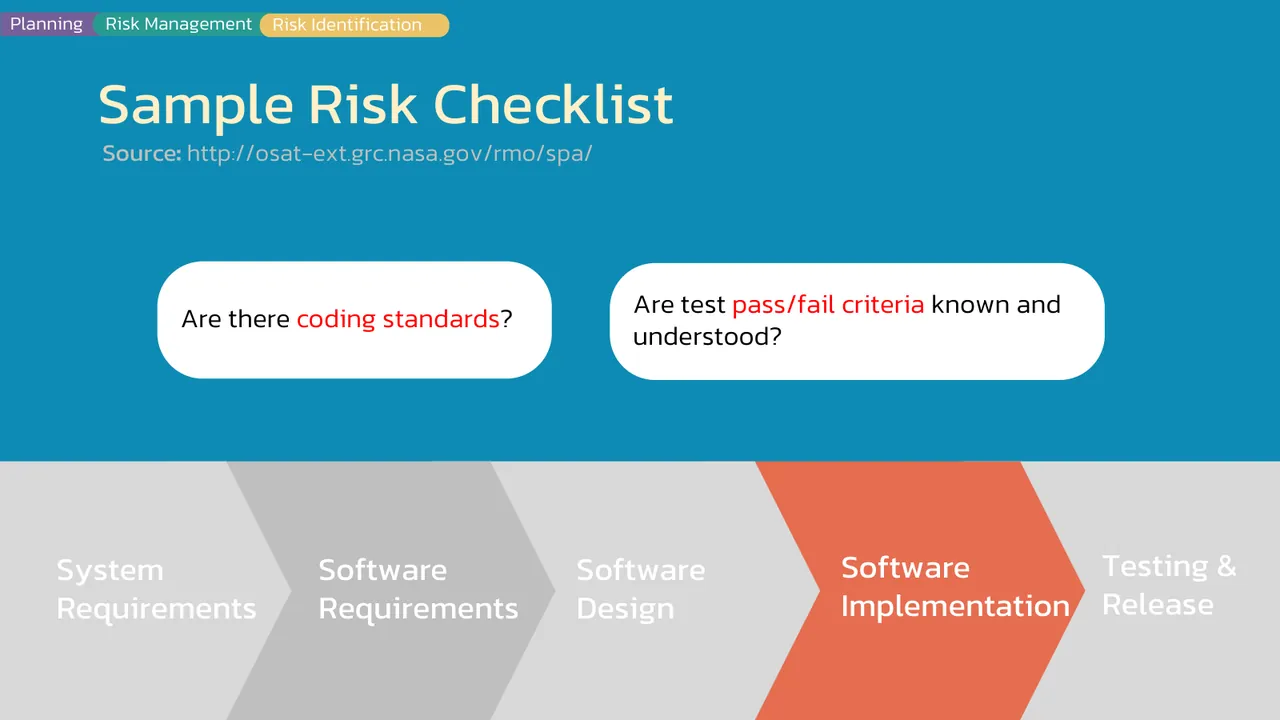 Planning Risk Management Risk Identification
Sample Risk Checklist
Source: http://osat-ext.grc.nasa.gov/rmo/spa/
Are there coding standards?
Are test pass/fail criteria known and
understood?
System
Requirements
Software
Requirements
Software
Design
Software
Implementation
Testing &
Release